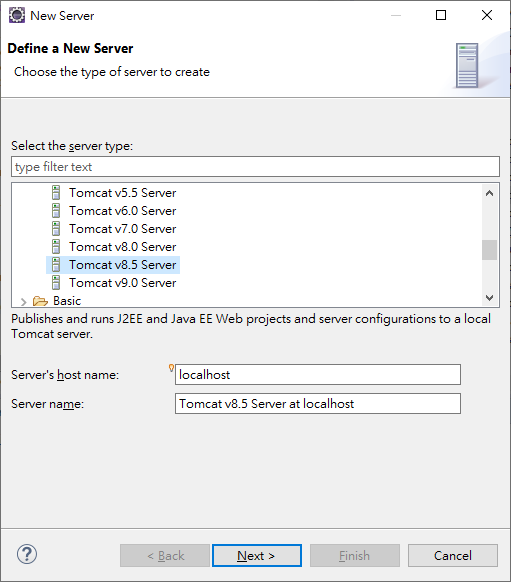 New Server
Define a New Server
Choose the type of server to create
Select the server type:
type filter text
Tomcat v5.5 Server
Tomcat v6.0 Server
Tomcat v7.0 Server
Tomcat v8.0 Server
Tomcat v8.5 Server
Tomcat v9.0 Server
Basic
Publishes and runs J2EE and Java EE Web projects and server configurations to a local
Tomcat server.
Server's host name:
localhost
Server name:
Tomcat v8.5 Server at localhost
?
< Back
Next >
Finish
Cancel